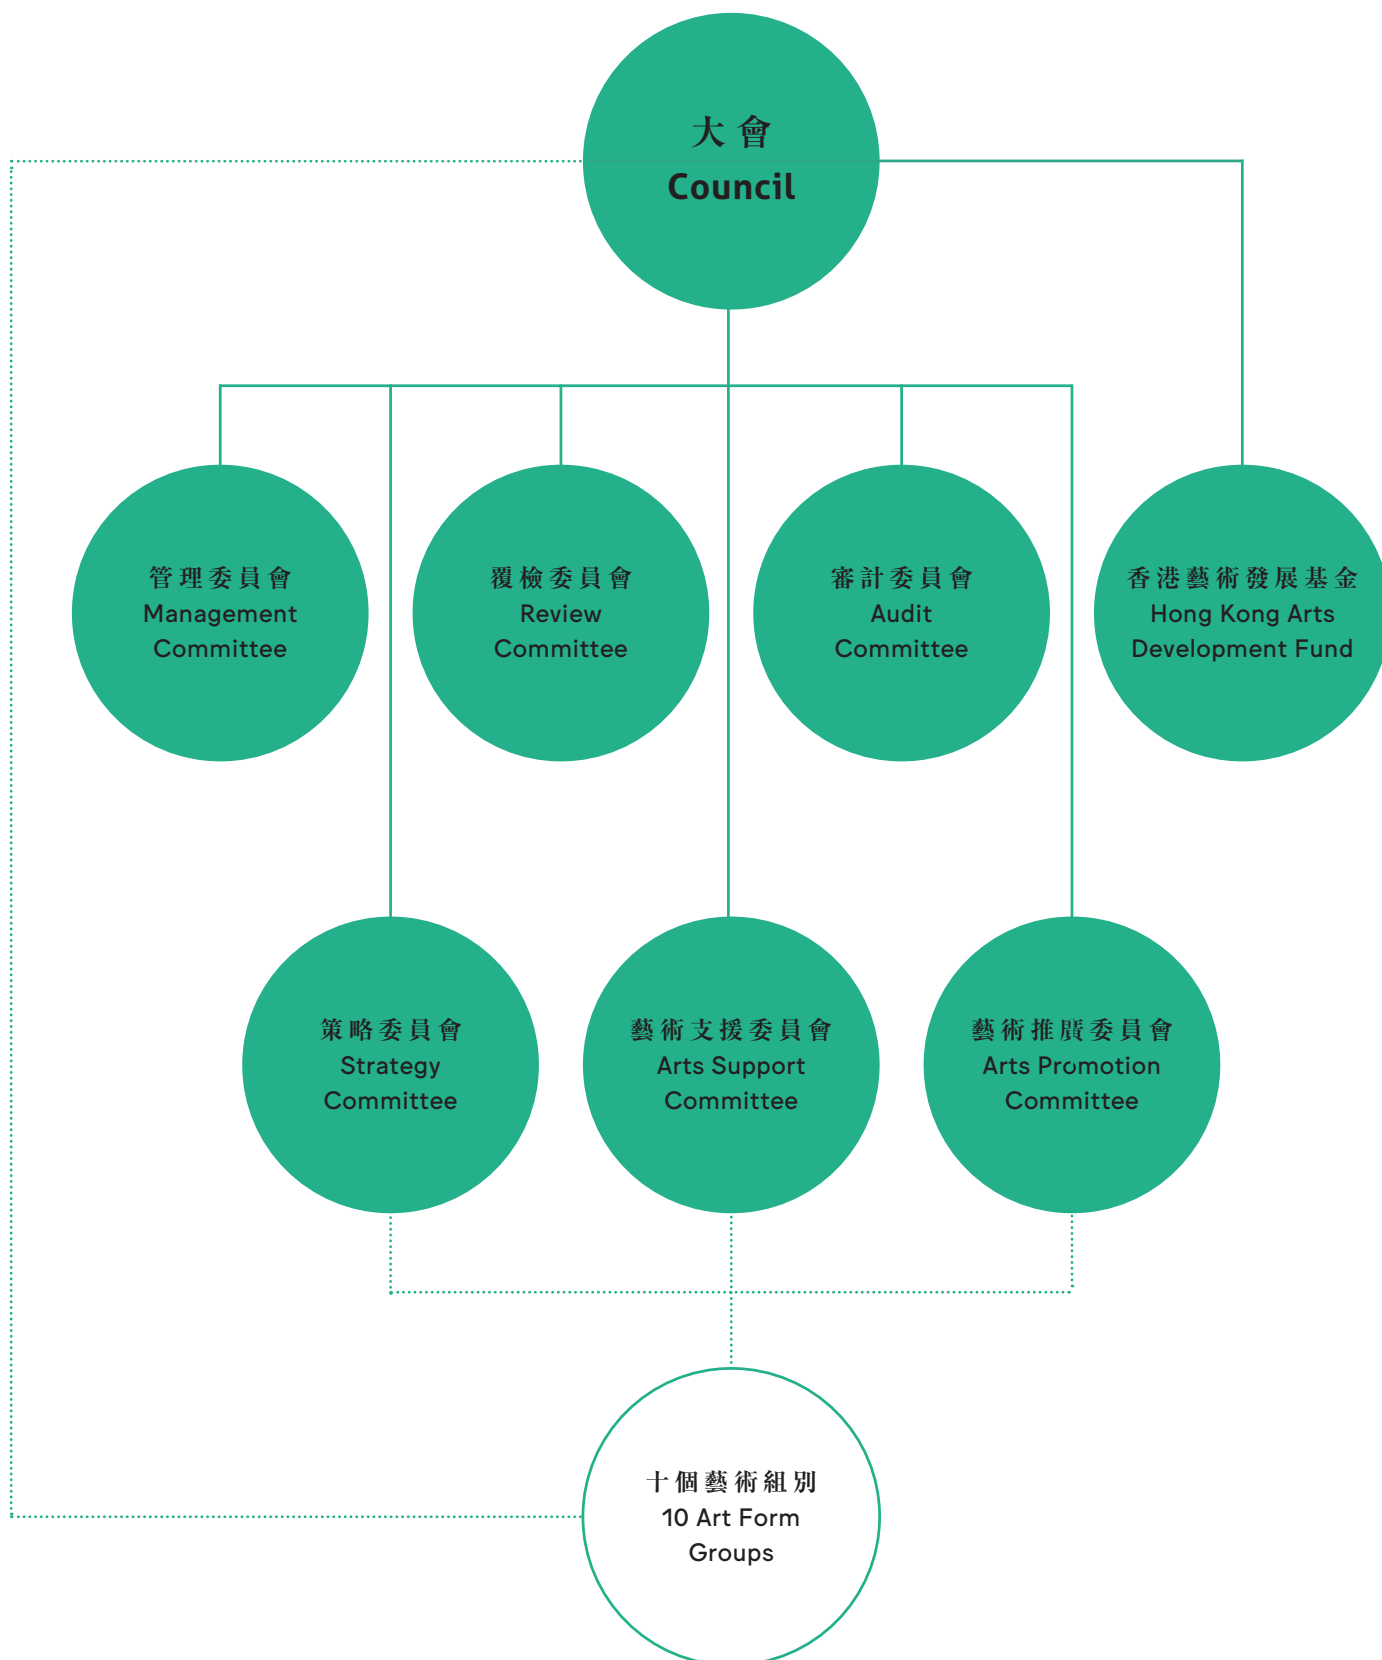 大會
Council
管理委員會
Management
Committee
覆檢委員會
Review
Committee
審計委員會
Audit
Committee
香港藝術發展基金
Hong Kong Arts
Development Fund
策略委員會
Strategy
Committee
藝術支援委員會
Arts Support
Committee
藝術推廣委員會
Arts Promotion
Committee
十個藝術組別
10 Art Form
Groups